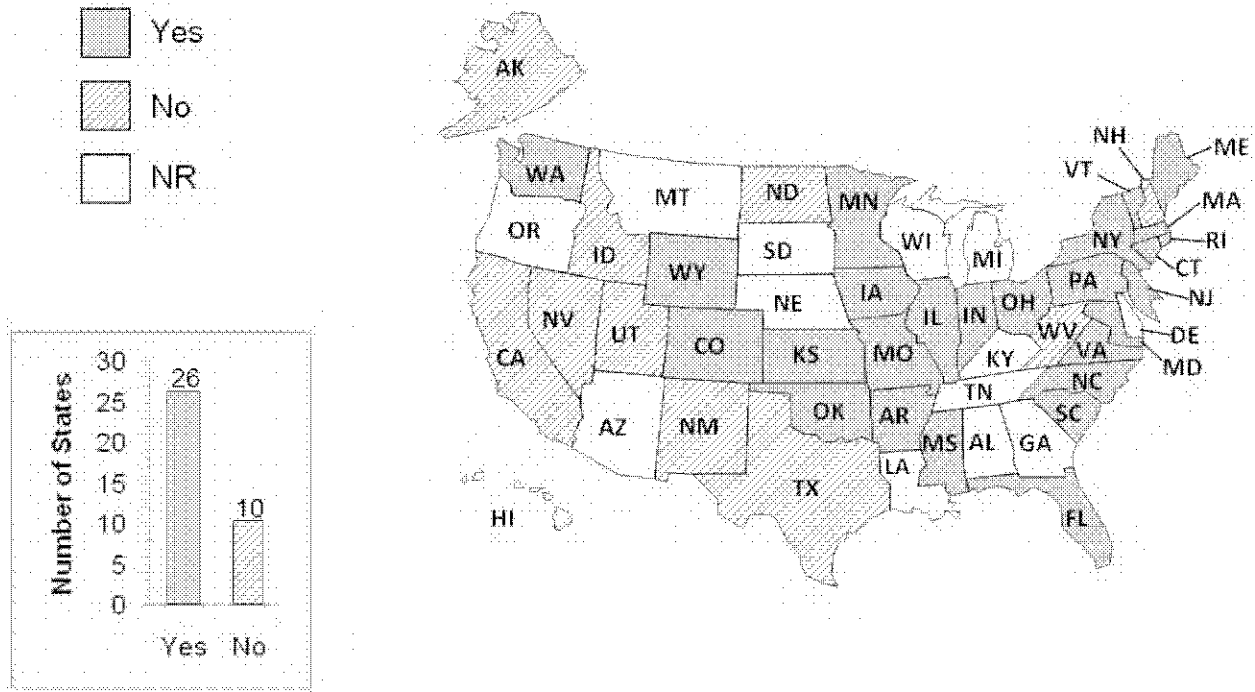 Yes
No
NR
AK
WA
MT
ND
MN
OR
ID
WY
SD
WI
MI
NE
IA
NV
UT
CO
CA
KS
MO
IL
IN
OH
PA
NY
VT
NH
ME
MA
RI
CT
NJ
DE
MD
WV
VA
KY
NC
TN
SC
AZ
NM
OK
AR
MS
AL
GA
LA
TX
FL
HI
Number of States
30
25
20
15
10
5
0
26
10
Yes No